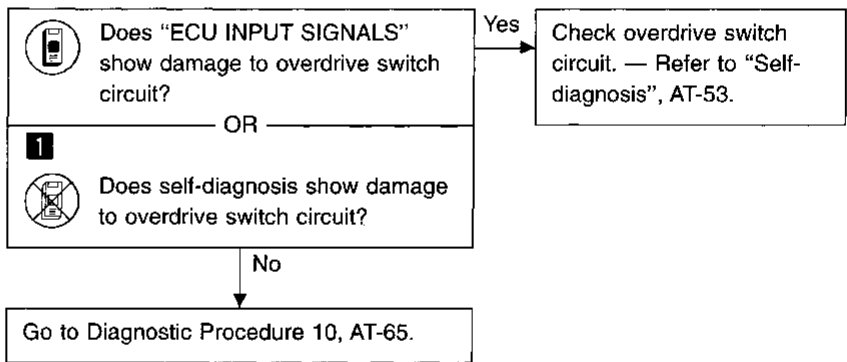 Does “ECU INPUT SIGNALS”
show damage to overdrive switch
circuit?
Yes
Check overdrive switch
circuit. — Refer to “Self-
diagnosis”, AT-53.
OR
1
Does self-diagnosis show damage
to overdrive switch circuit?
No
Go to Diagnostic Procedure 10, AT-65.